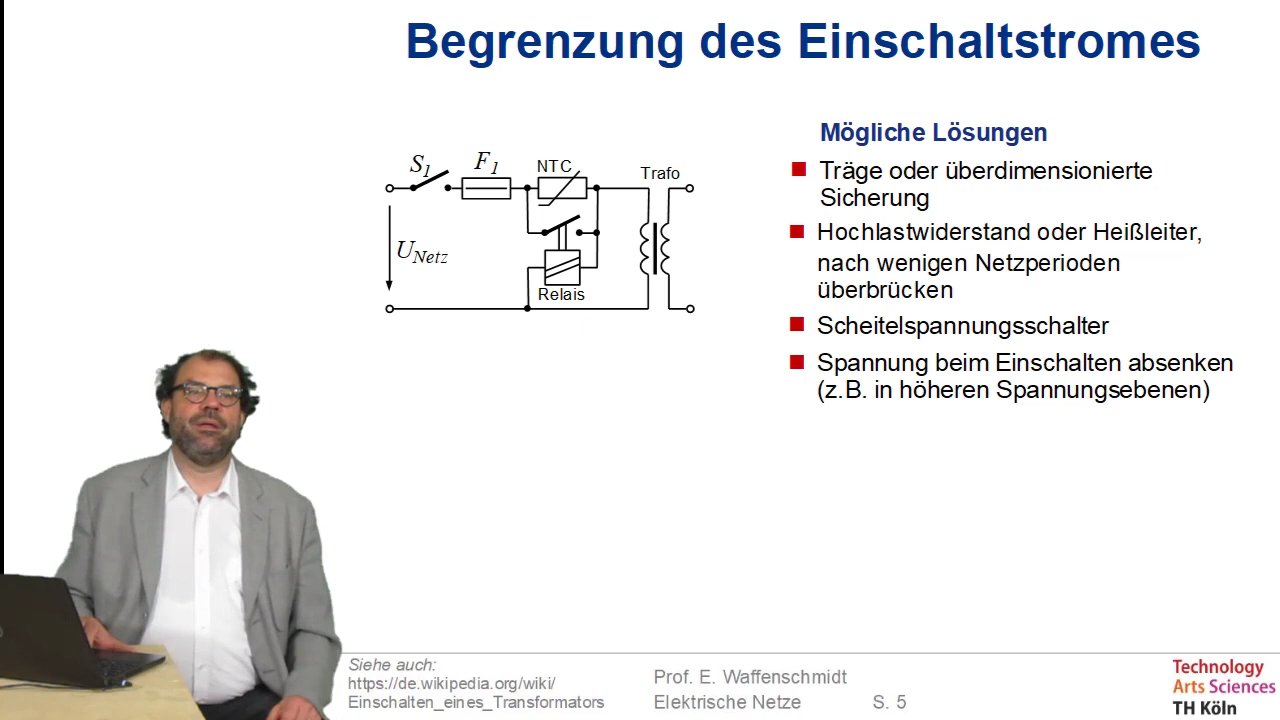 Begrenzung des Einschaltstromes
S1
F1
NTC
Trafo
UNetz
Relais
Mögliche Lösungen
Träge oder überdimensionierte
Sicherung
Hochlastwiderstand oder Heißleiter,
nach wenigen Netzperioden
überbrücken
Scheitelspannungsschalter
Spannung beim Einschalten absenken
(z.B. in höheren Spannungsebenen)
Siehe auch:
https://de.wikipedia.org/wiki/
Einschalten_eines_Transformators
Prof. E. Waffenschmidt
Elektrische Netze S. 5
Technology
Arts Sciences
TH Köln